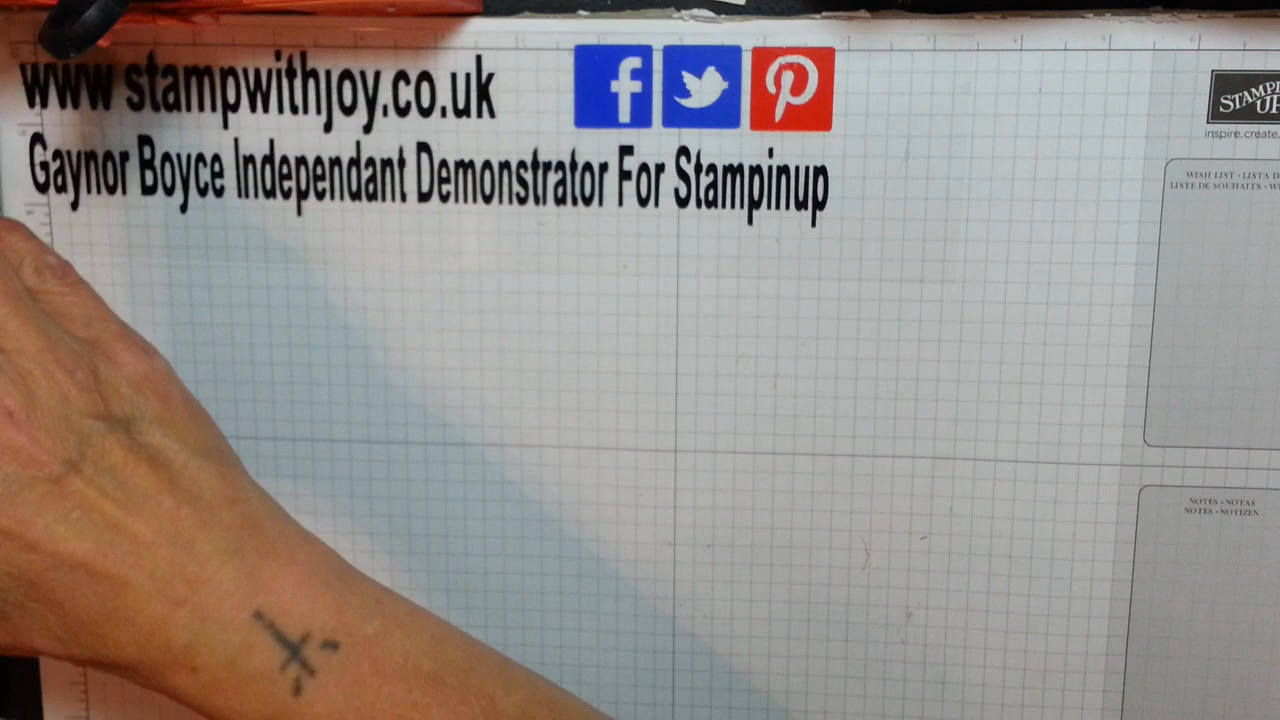 www stampwithjoy.co.uk
Gaynor Boyce Independant Demonstrator For Stampinup
inspire.create.
WISH LIST • LISTA D
LISTE DE SOUHAITS • W
NOTES • NOTAS
NOTES • NOTIZEN